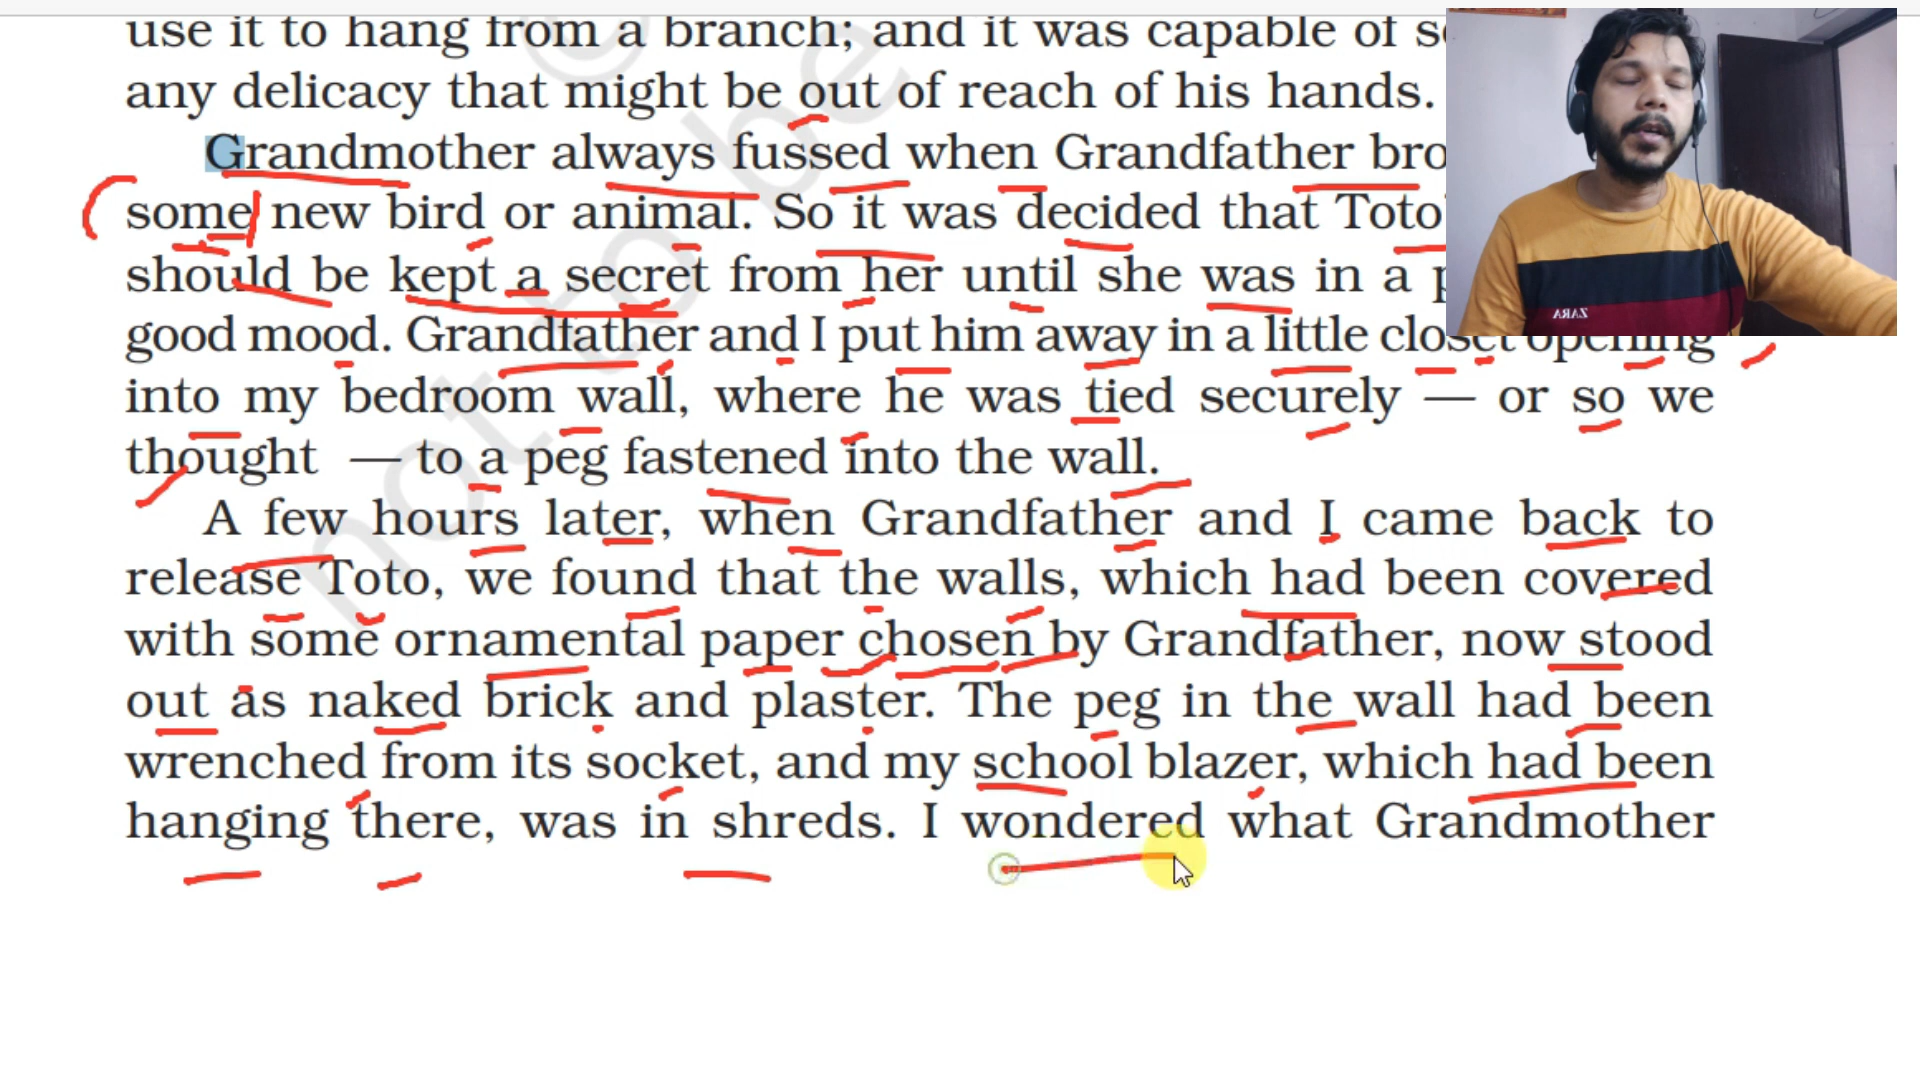 use it to hang from a branch; and it was capable of
any delicacy that might be out of reach of his hands.
Grandmother always fussed when Grandfather
some new bird or animal. So it was decided that
should be kept a secret from her until she was in a
good mood. Grandfather and I put him away in a little closet opening
into my bedroom wall, where he was tied securely — or so we
thought — to a peg fastened into the wall.
A few hours later, when Grandfather and I came back to
release Toto, we found that the walls, which had been covered
with some ornamental paper chosen by Grandfather, now stood
out as naked brick and plaster. The peg in the wall had been
wrenched from its socket, and my school blazer, which had been
hanging there, was in shreds. I wondered what Grandmother
not to be
ZARA